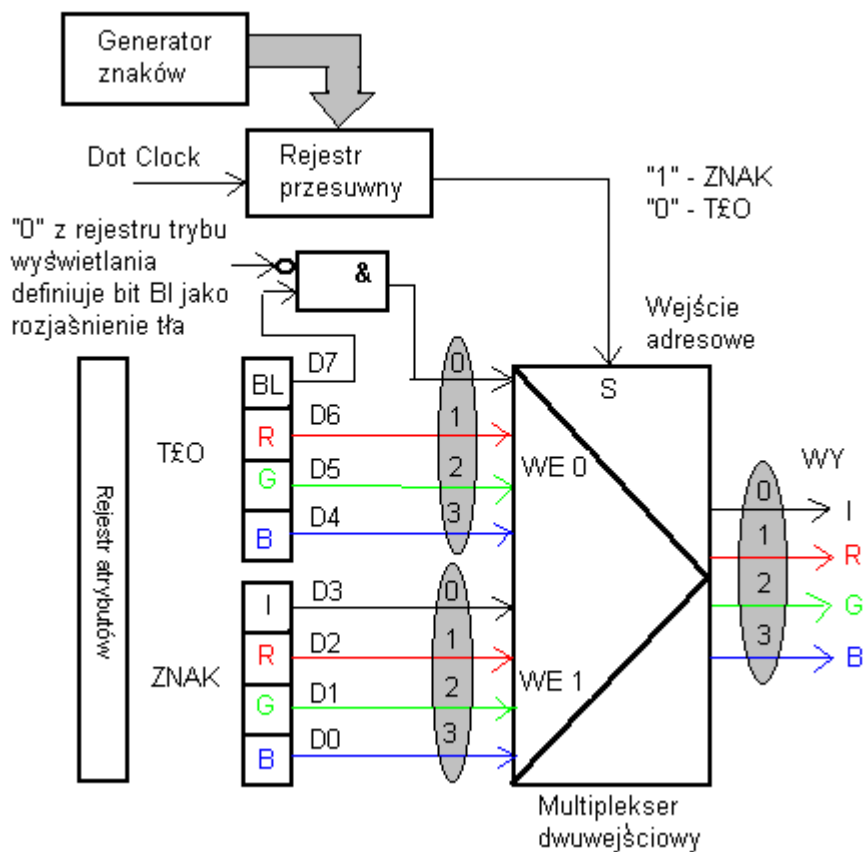 Generator
znaków
Dot Clock
Rejestr
przesuwny
"1" - ZNAK
"0" - T£O
"0" z rejestru trybu
wyświetlania
definiuje bit BI jako
rozjaśnienie tła
&
Wejście
adresowe
S
Rejestr atrybutów
T£O
BL
D7
R
D6
G
D5
B
D4
0
1
2
3
WE 0
ZNAK
I
D3
R
D2
G
D1
B
D0
0
1
2
3
WE 1
WY
0
1
2
3
I
R
G
B
Multiplekser
dwuwejściowy